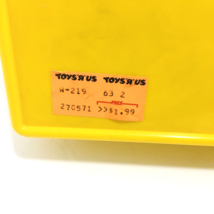 TOYS"R"US TOYS"R"US
W-219 63 2
PRICE
270571 >>$1.99